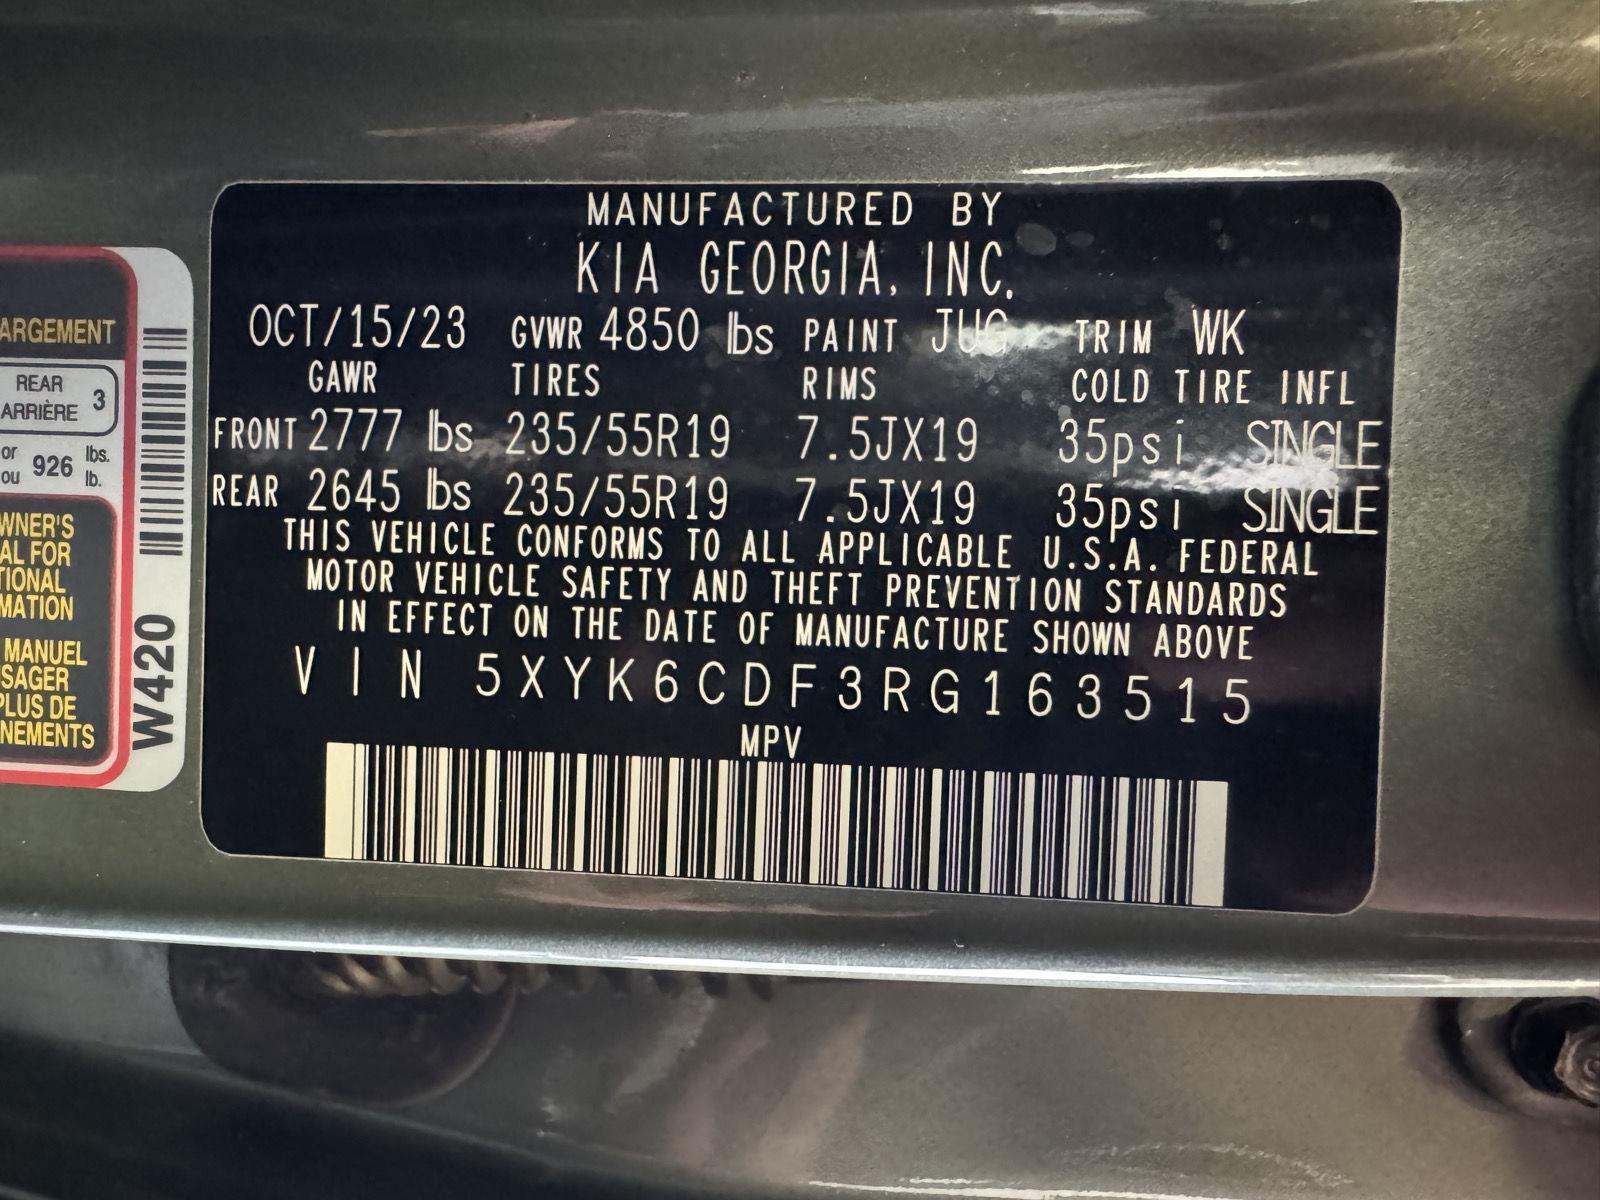 MANUFACTURED BY
KIA GEORGIA, INC.
OCT/15/23 GVWR 4850 lbs PAINT JUG TRIM WK
GAWR TIRES RIMS COLD TIRE INFL
FRONT 2777 lbs 235/55R19 7.5JX19 35psi SINGLE
REAR 2645 lbs 235/55R19 7.5JX19 35psi SINGLE
THIS VEHICLE CONFORMS TO ALL APPLICABLE U.S.A. FEDERAL
MOTOR VEHICLE SAFETY AND THEFT PREVENTION STANDARDS
IN EFFECT ON THE DATE OF MANUFACTURE SHOWN ABOVE
VIN 5XYK6CDF3RG163515
MPV
ARGEMENT
REAR
ARRIÈRE 3
or
ou 926 lbs.
lb.
WNER'S
AL FOR
TIONAL
MATION
MANUEL
SAGER
PLUS DE
NEMENTS
W420